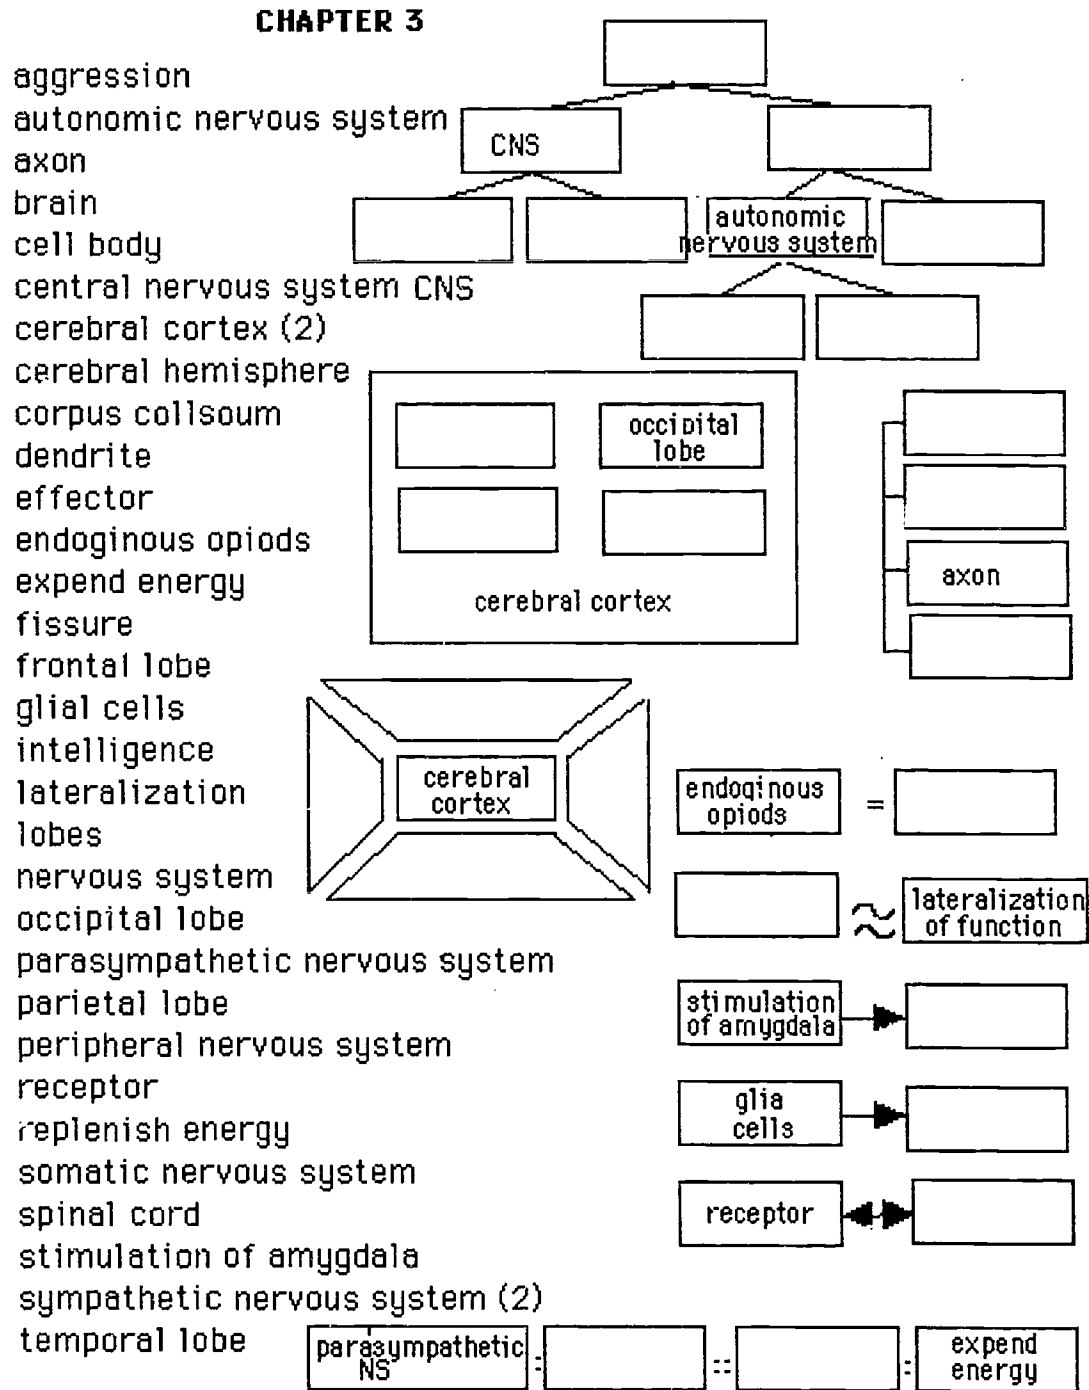 CHAPTER 3
aggression
autonomic nervous system
axon
brain
cell body
central nervous system CNS
cerebral cortex (2)
cerebral hemisphere
corpus collsoum
dendrite
effector
endoginous opiods
expend energy
fissure
frontal lobe
glial cells
intelligence
lateralization
lobes
nervous system
occipital lobe
parasympathetic nervous system
parietal lobe
peripheral nervous system
receptor
replenish energy
somatic nervous system
spinal cord
stimulation of amygdala
sympathetic nervous system (2)
temporal lobe
CNS
autonomic
nervous system
occipital
lobe
cerebral cortex
axon
cerebral
cortex
endoginous
opiods
=
lateralization
of function
stimulation
of amygdala
glia
cells
receptor
parasympathetic
NS
:
::
:
expend
energy